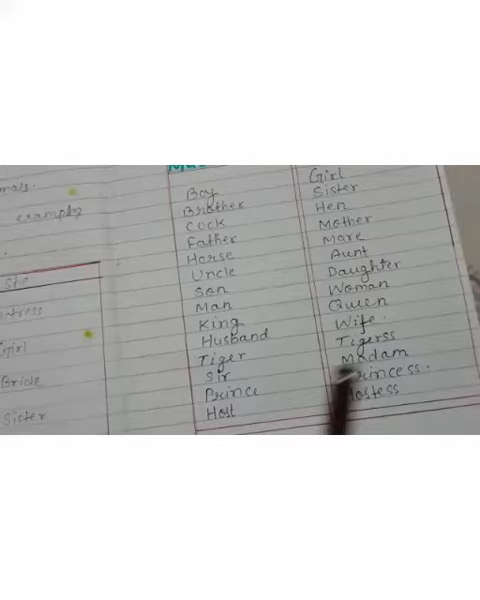 examples
Girl
Bride
Sister
Boy Girl
Brother Sister
Cock Hen
Father Mother
Horse Mare
Uncle Aunt
Son Daughter
Man Woman
King Queen
Husband Wife.
Tiger Tigerss
Sir Madam
Prince Princess.
Host Hostess